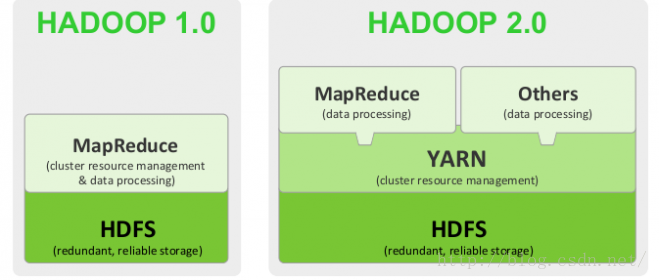 HADOOP 1.0
MapReduce
(cluster resource management
& data processing)
HDFS
(redundant, reliable storage)
HADOOP 2.0
MapReduce
(data processing)
Others
(data processing)
YARN
(cluster resource management)
HDFS
(redundant, reliable storage)
http://blog.csdn.net/